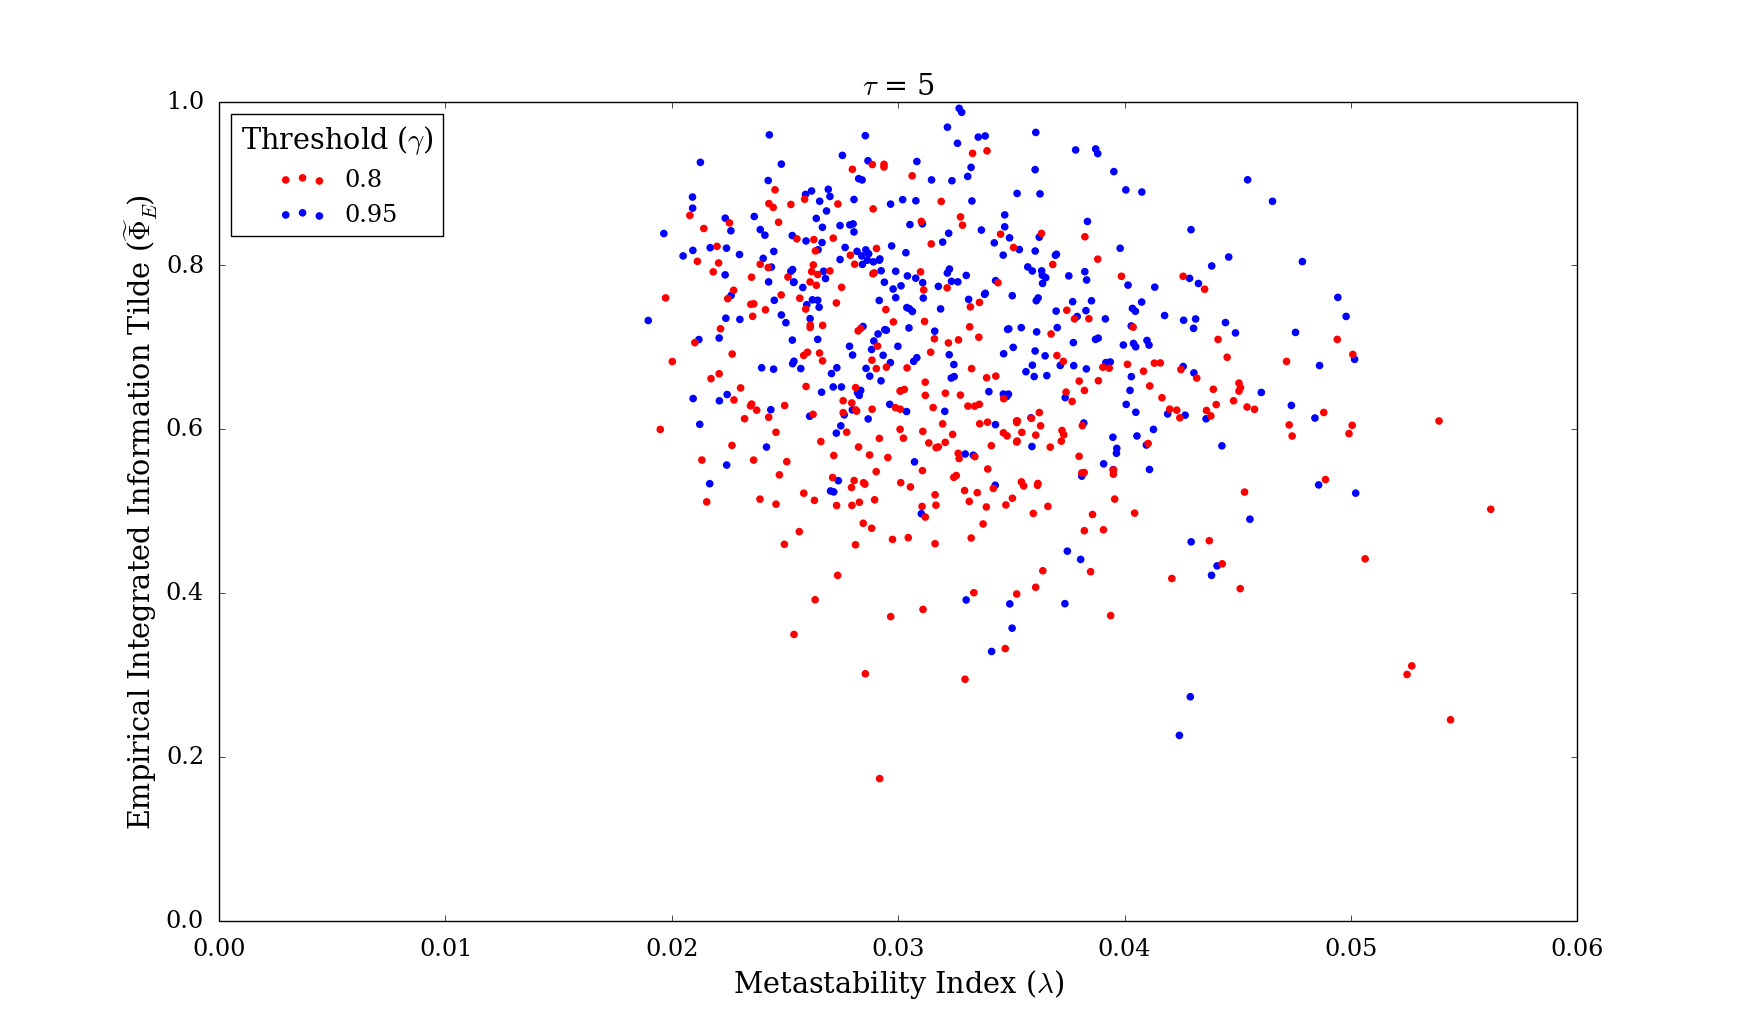 τ = 5
Threshold (γ)
0.8
0.95
Empirical Integrated Information Tilde (Φ̃_E)
1.0
0.8
0.6
0.4
0.2
0.0
0.00 0.01 0.02 0.03 0.04 0.05 0.06
Metastability Index (λ)